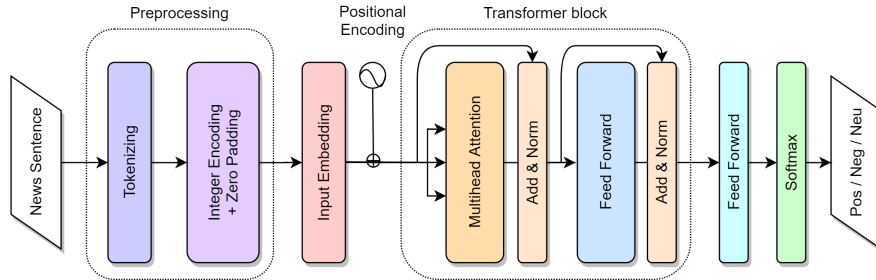 Preprocessing
Positional
Encoding
Transformer block
News Sentence
Tokenizing
Integer Encoding
+ Zero Padding
Input Embedding
Multihead Attention
Add & Norm
Feed Forward
Add & Norm
Feed Forward
Softmax
Pos / Neg / Neu